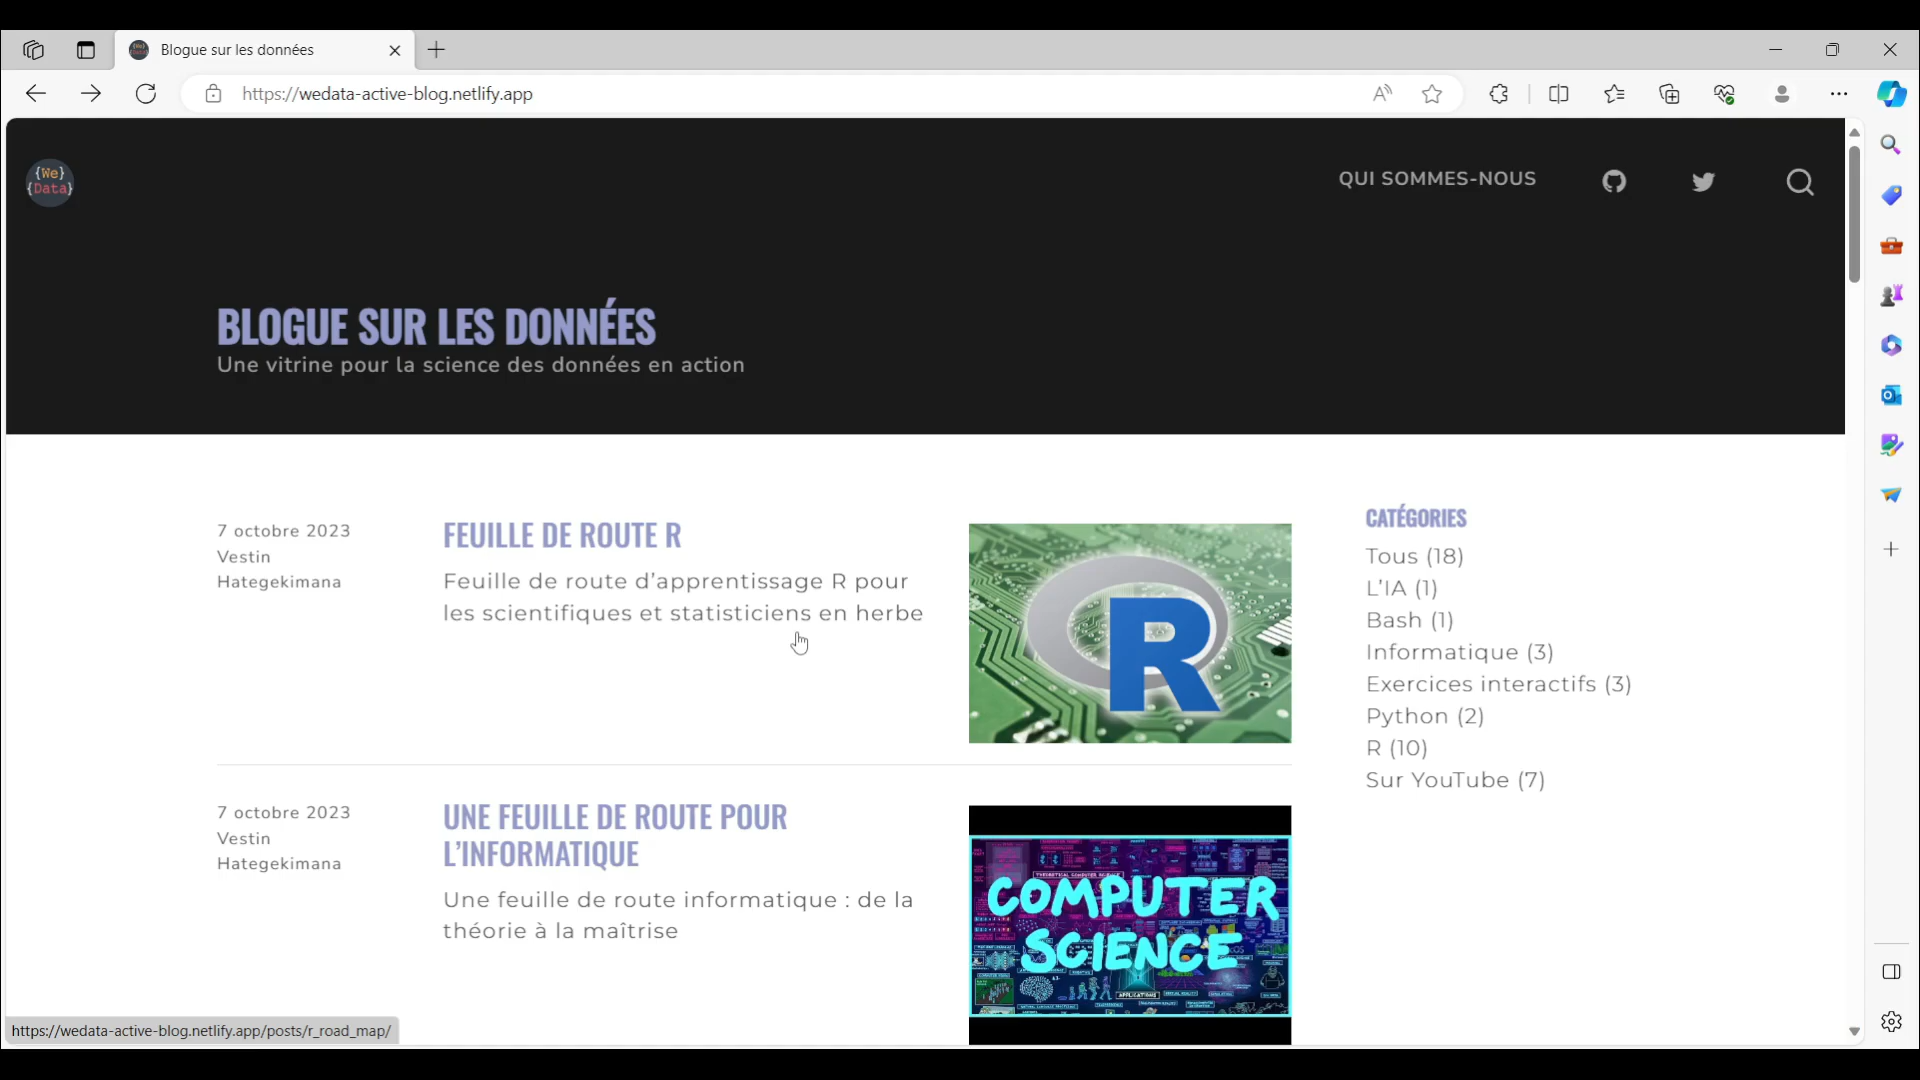 Blogue sur les données
https://wedata-active-blog.netlify.app
{We}
{Data}
QUI SOMMES-NOUS
BLOGUE SUR LES DONNÉES
Une vitrine pour la science des données en action
7 octobre 2023
Vestin
Hategekimana
FEUILLE DE ROUTE R
Feuille de route d’apprentissage R pour
les scientifiques et statisticiens en herbe
R
7 octobre 2023
Vestin
Hategekimana
UNE FEUILLE DE ROUTE POUR
L’INFORMATIQUE
Une feuille de route informatique : de la
théorie à la maîtrise
COMPUTER
SCIENCE
CATÉGORIES
Tous (18)
L’IA (1)
Bash (1)
Informatique (3)
Exercices interactifs (3)
Python (2)
R (10)
Sur YouTube (7)
https://wedata-active-blog.netlify.app/posts/r_road_map/